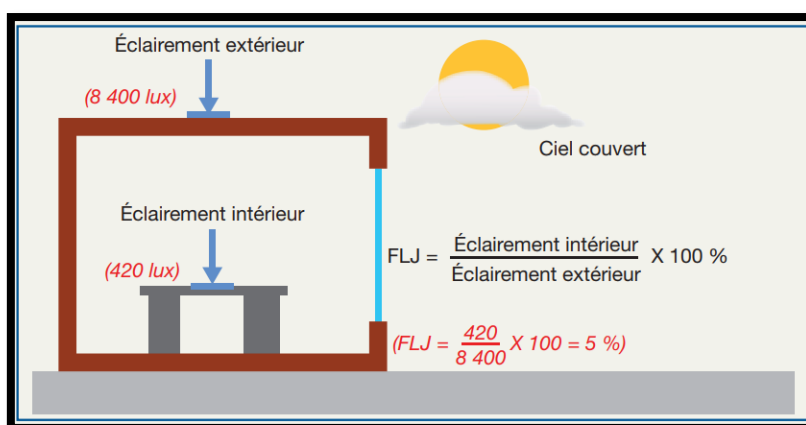 Éclairement extérieur
(8 400 lux)
Ciel couvert
Éclairement intérieur
(420 lux)
FLJ = Éclairement intérieur / Éclairement extérieur X 100 %
(FLJ = 420 / 8 400 X 100 = 5 %)